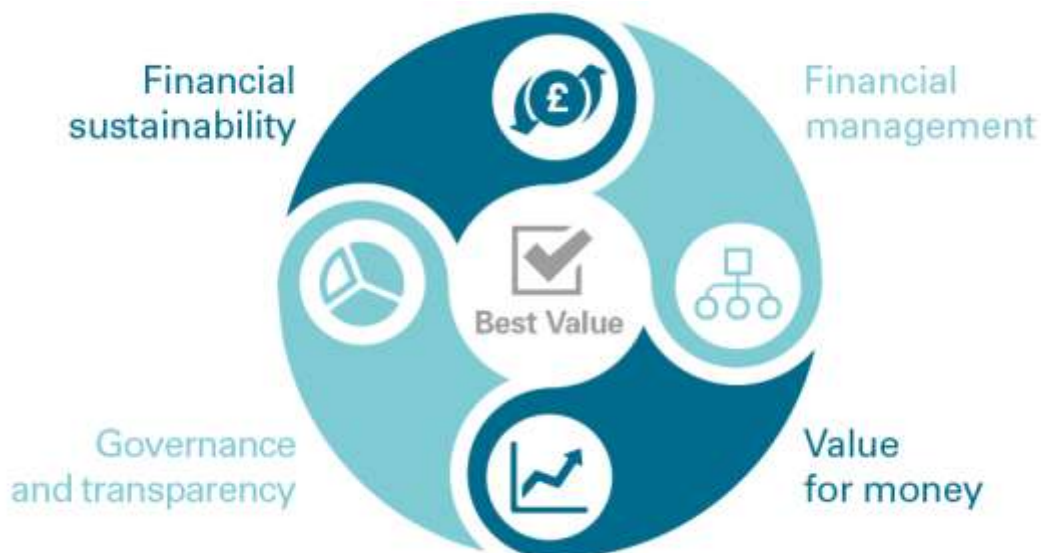 Financial
sustainability
£
Financial
management
Best Value
Governance
and transparency
Value
for money